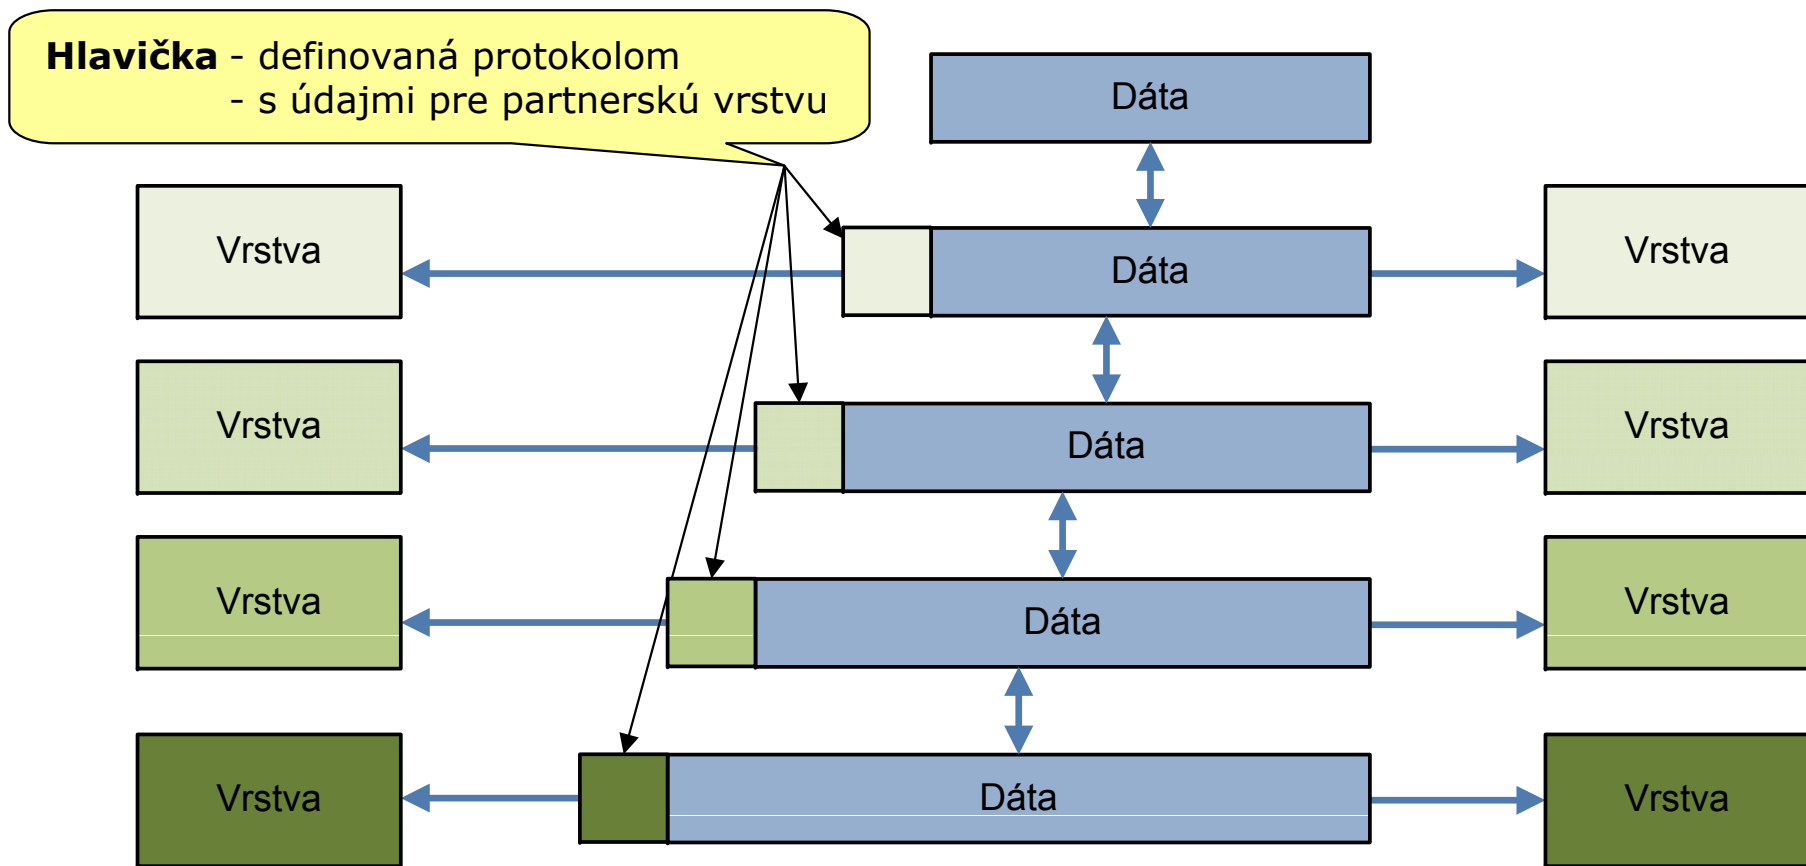 Hlavička - definovaná protokolom
- s údajmi pre partnerskú vrstvu
Dáta
Vrstva
Dáta
Vrstva
Vrstva
Dáta
Vrstva
Vrstva
Dáta
Vrstva
Vrstva
Dáta
Vrstva